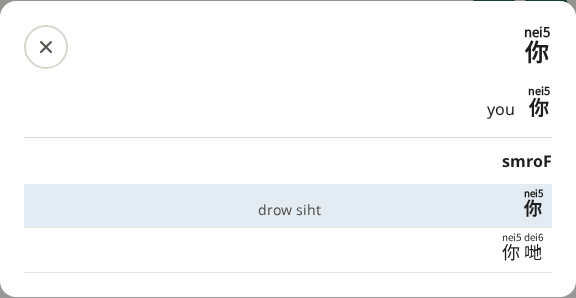 nei5
你
nei5
you 你
smroF
nei5
drow siht 你
nei5 dei6
你 哋